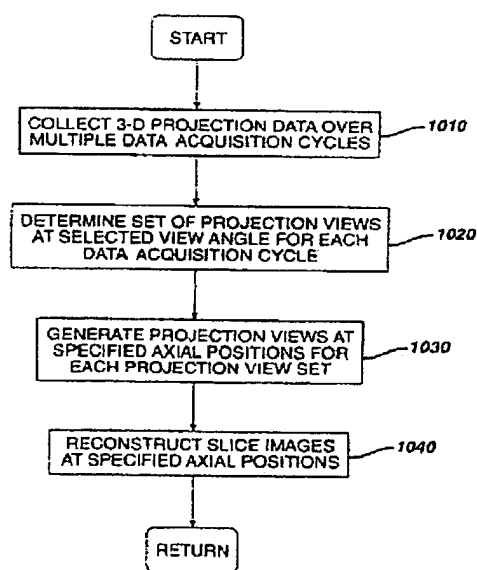 START
COLLECT 3-D PROJECTION DATA OVER
MULTIPLE DATA ACQUISITION CYCLES
1010
DETERMINE SET OF PROJECTION VIEWS
AT SELECTED VIEW ANGLE FOR EACH
DATA ACQUISITION CYCLE
1020
GENERATE PROJECTION VIEWS AT
SPECIFIED AXIAL POSITIONS FOR
EACH PROJECTION VIEW SET
1030
RECONSTRUCT SLICE IMAGES
AT SPECIFIED AXIAL POSITIONS
1040
RETURN